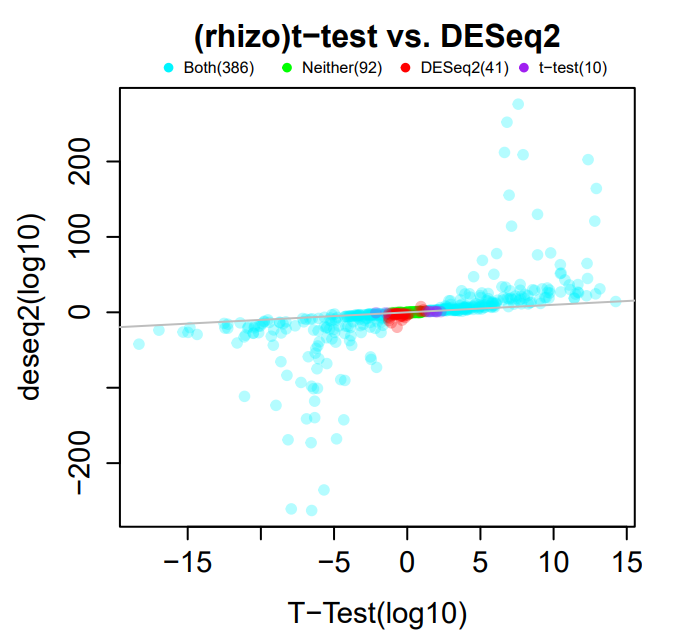 (rhizo)t−test vs. DESeq2
Both(386) Neither(92) DESeq2(41) t−test(10)
200
100
0
−200
deseq2(log10)
−15 −5 0 5 10 15
T−Test(log10)